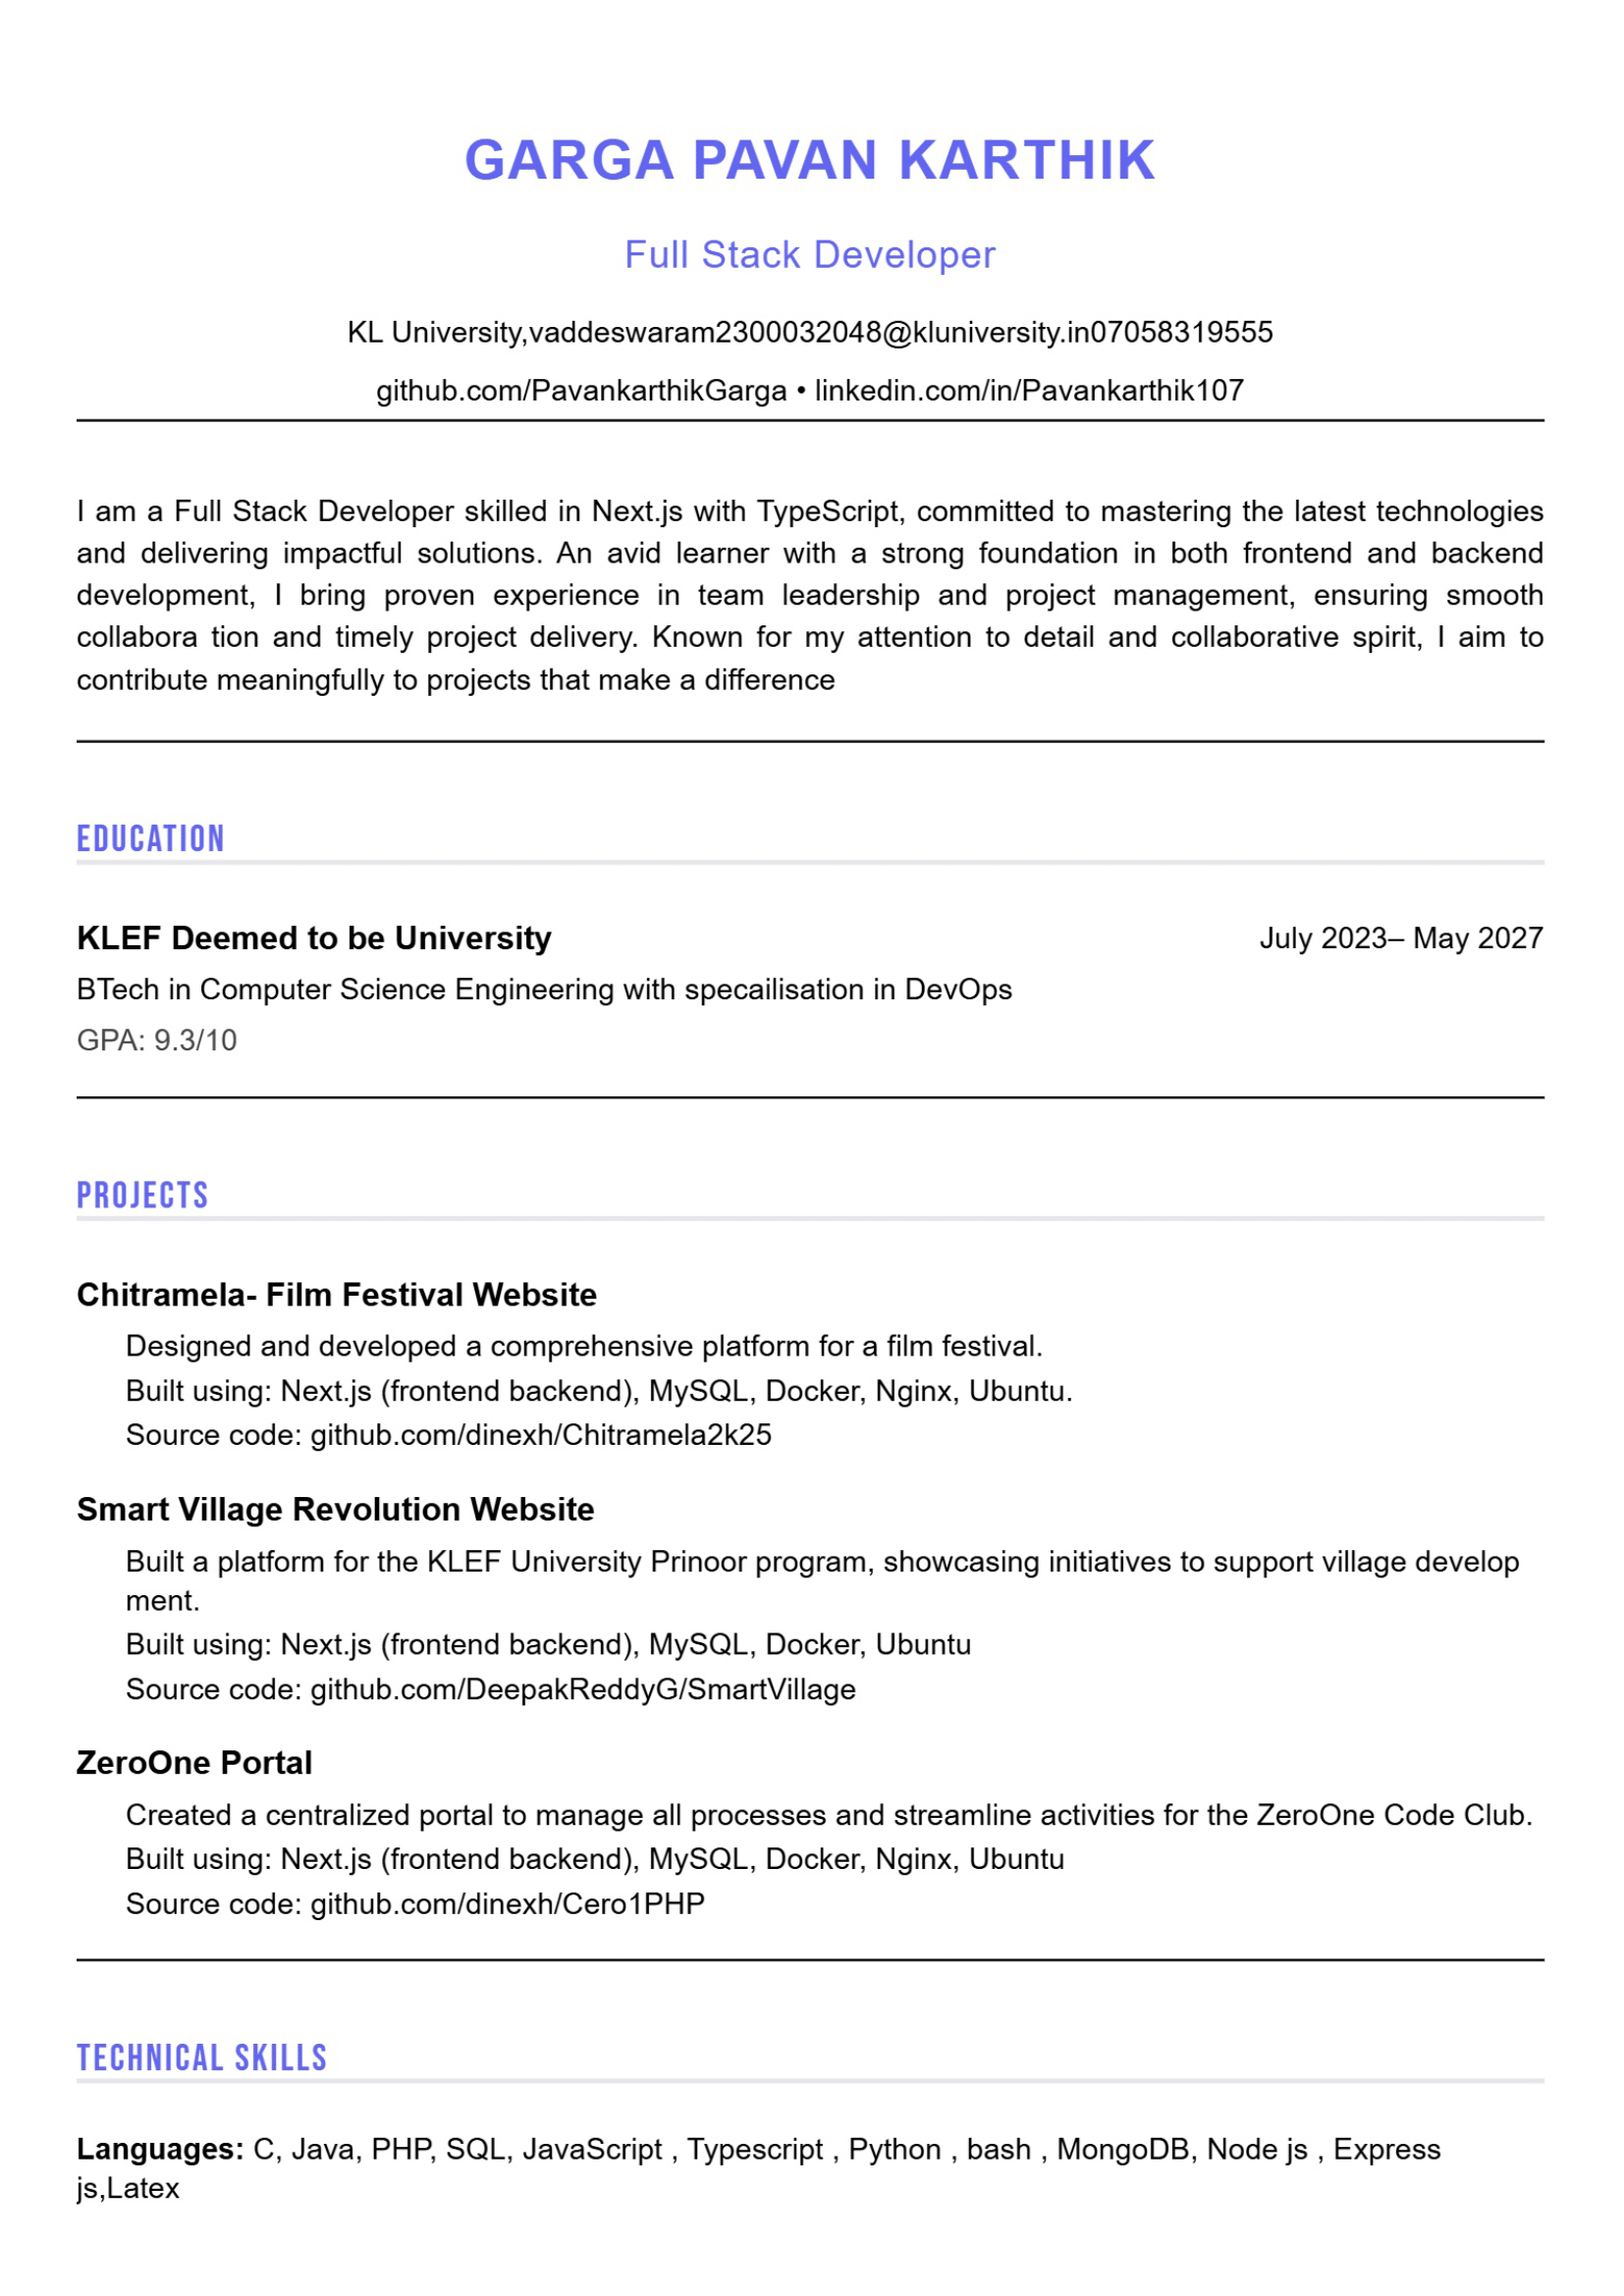 GARGA PAVAN KARTHIK
Full Stack Developer
KL University,vaddeswaram2300032048@kluniversity.in07058319555
github.com/PavankarthikGarga • linkedin.com/in/Pavankarthik107
I am a Full Stack Developer skilled in Next.js with TypeScript, committed to mastering the latest technologies
and delivering impactful solutions. An avid learner with a strong foundation in both frontend and backend
development, I bring proven experience in team leadership and project management, ensuring smooth
collabora tion and timely project delivery. Known for my attention to detail and collaborative spirit, I aim to
contribute meaningfully to projects that make a difference
EDUCATION
KLEF Deemed to be University July 2023– May 2027
BTech in Computer Science Engineering with specailisation in DevOps
GPA: 9.3/10
PROJECTS
Chitramela- Film Festival Website
Designed and developed a comprehensive platform for a film festival.
Built using: Next.js (frontend backend), MySQL, Docker, Nginx, Ubuntu.
Source code: github.com/dinexh/Chitramela2k25
Smart Village Revolution Website
Built a platform for the KLEF University Prinoor program, showcasing initiatives to support village develop
ment.
Built using: Next.js (frontend backend), MySQL, Docker, Ubuntu
Source code: github.com/DeepakReddyG/SmartVillage
ZeroOne Portal
Created a centralized portal to manage all processes and streamline activities for the ZeroOne Code Club.
Built using: Next.js (frontend backend), MySQL, Docker, Nginx, Ubuntu
Source code: github.com/dinexh/Cero1PHP
TECHNICAL SKILLS
Languages: C, Java, PHP, SQL, JavaScript , Typescript , Python , bash , MongoDB, Node js , Express
js,Latex